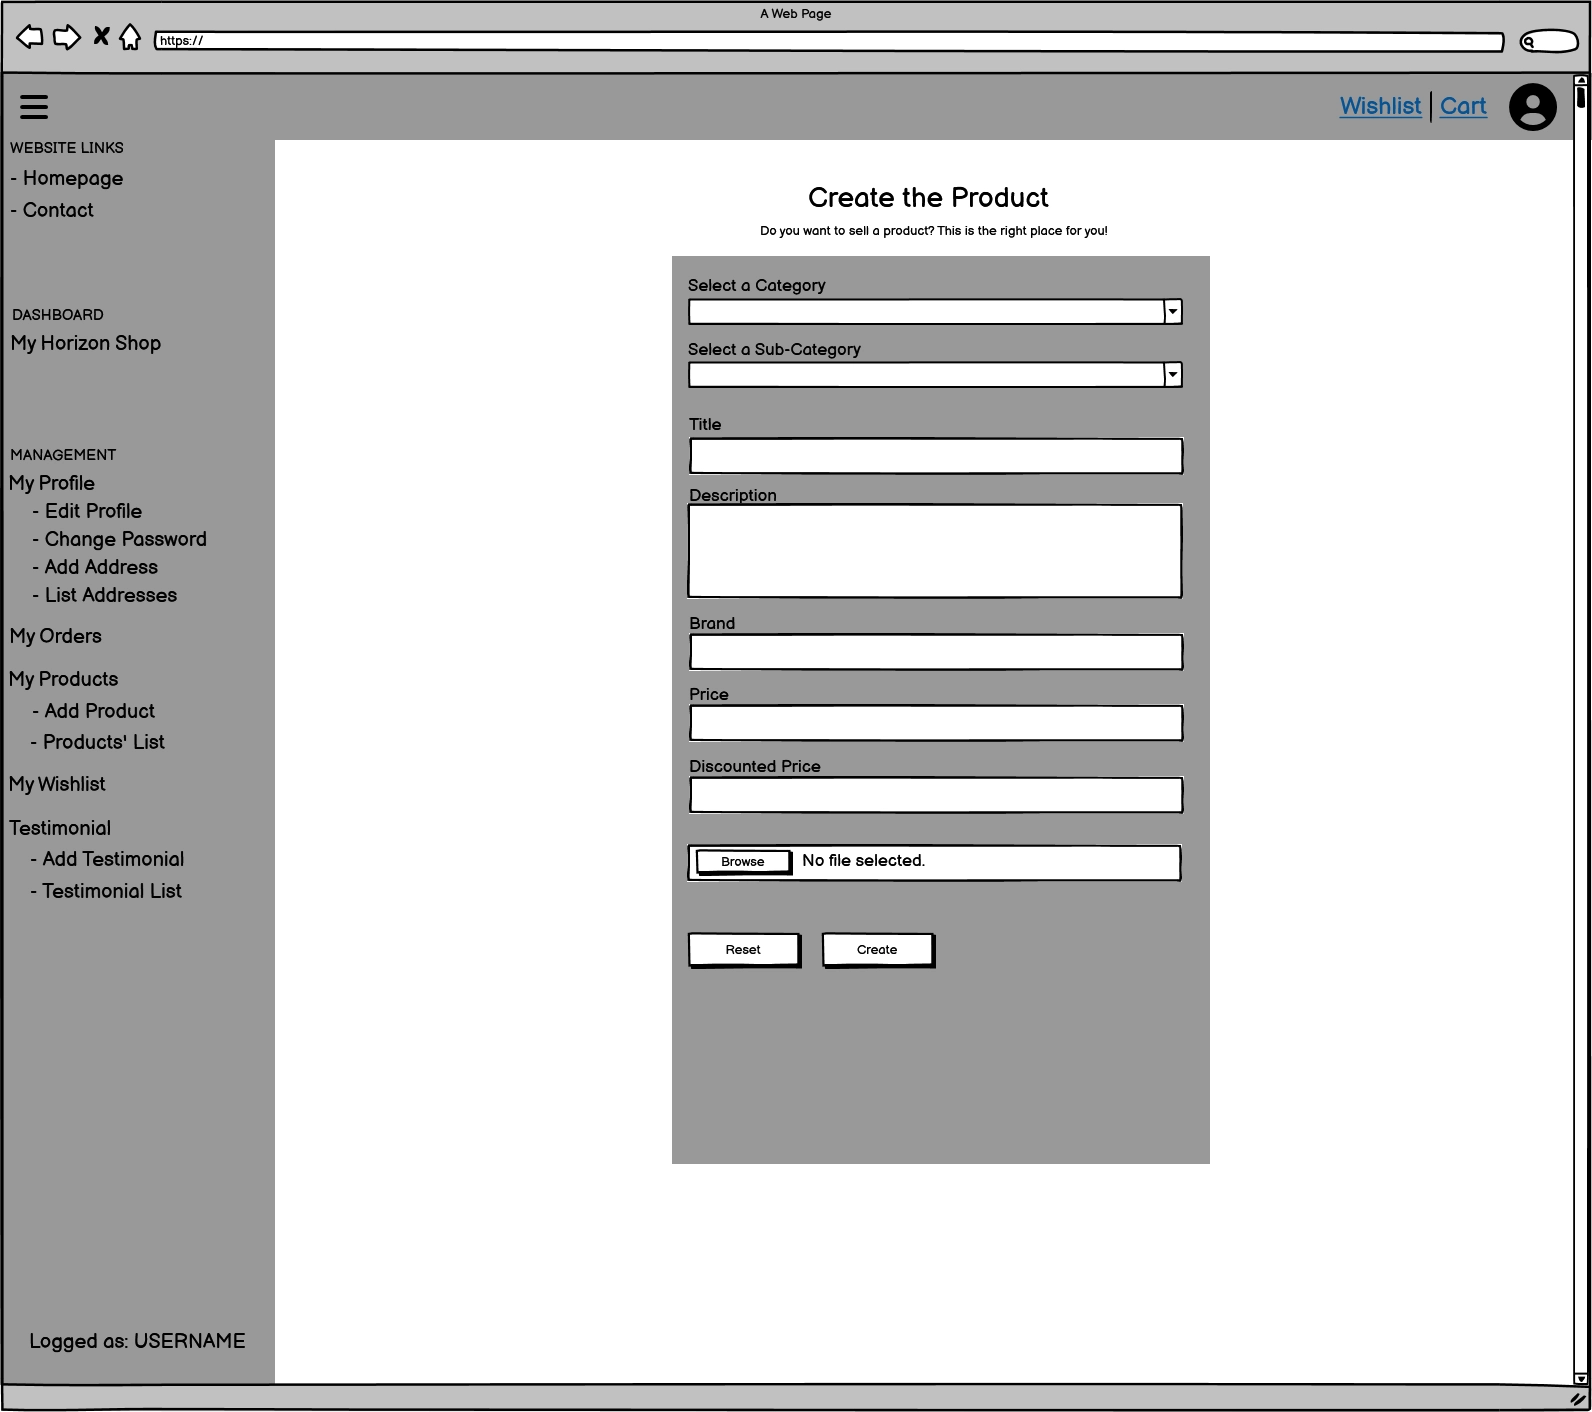 A Web Page
https://
Wishlist | Cart
WEBSITE LINKS
- Homepage
- Contact
DASHBOARD
My Horizon Shop
MANAGEMENT
My Profile
- Edit Profile
- Change Password
- Add Address
- List Addresses
My Orders
My Products
- Add Product
- Products' List
My Wishlist
Testimonial
- Add Testimonial
- Testimonial List
Logged as: USERNAME
Create the Product
Do you want to sell a product? This is the right place for you!
Select a Category
Select a Sub-Category
Title
Description
Brand
Price
Discounted Price
Browse No file selected.
Reset Create